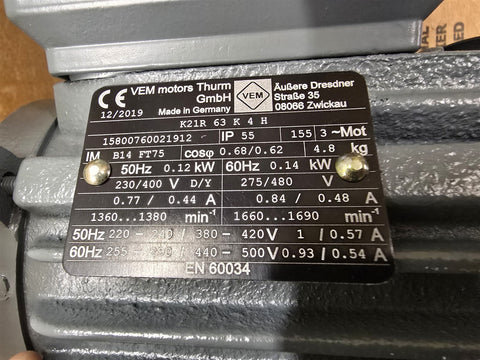 CE VEM motors Thurm GmbH VEM Äußere Dresdner Straße 35 08066 Zwickau
12/2019 Made in Germany
K21R 63 K 4 H
15800760021912 IP 55 155 3 ~Mot
IM B14 FT75 cosφ 0.68/0.62 4.8 kg
50Hz 0.12 kW 60Hz 0.14 kW
230/400 V D/Y 275/480 V
0.77 / 0.44 A 0.84 / 0.48 A
1360...1380 min⁻¹ 1660...1690 min⁻¹
50Hz 220 - 240 / 380 - 420V 1 / 0.57 A
60Hz 255 - 440 - 500V 0.93 / 0.54 A
EN 60034